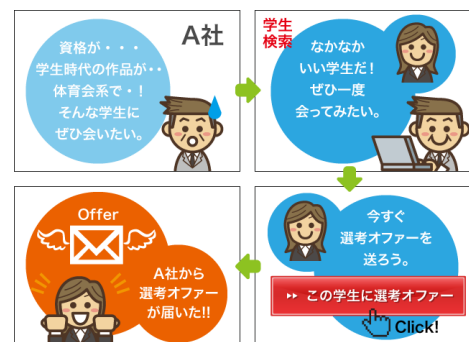 A社
資格が・・・
学生時代の作品が・・
体育会系で・！
そんな学生に
ぜひ会いたい。
学生
検索
なかなか
いい学生だ！
ぜひ一度
会ってみたい。
今すぐ
選考オファーを
送ろう。
この学生に選考オファー
Click!
Offer
A社から
選考オファー
が届いた!!